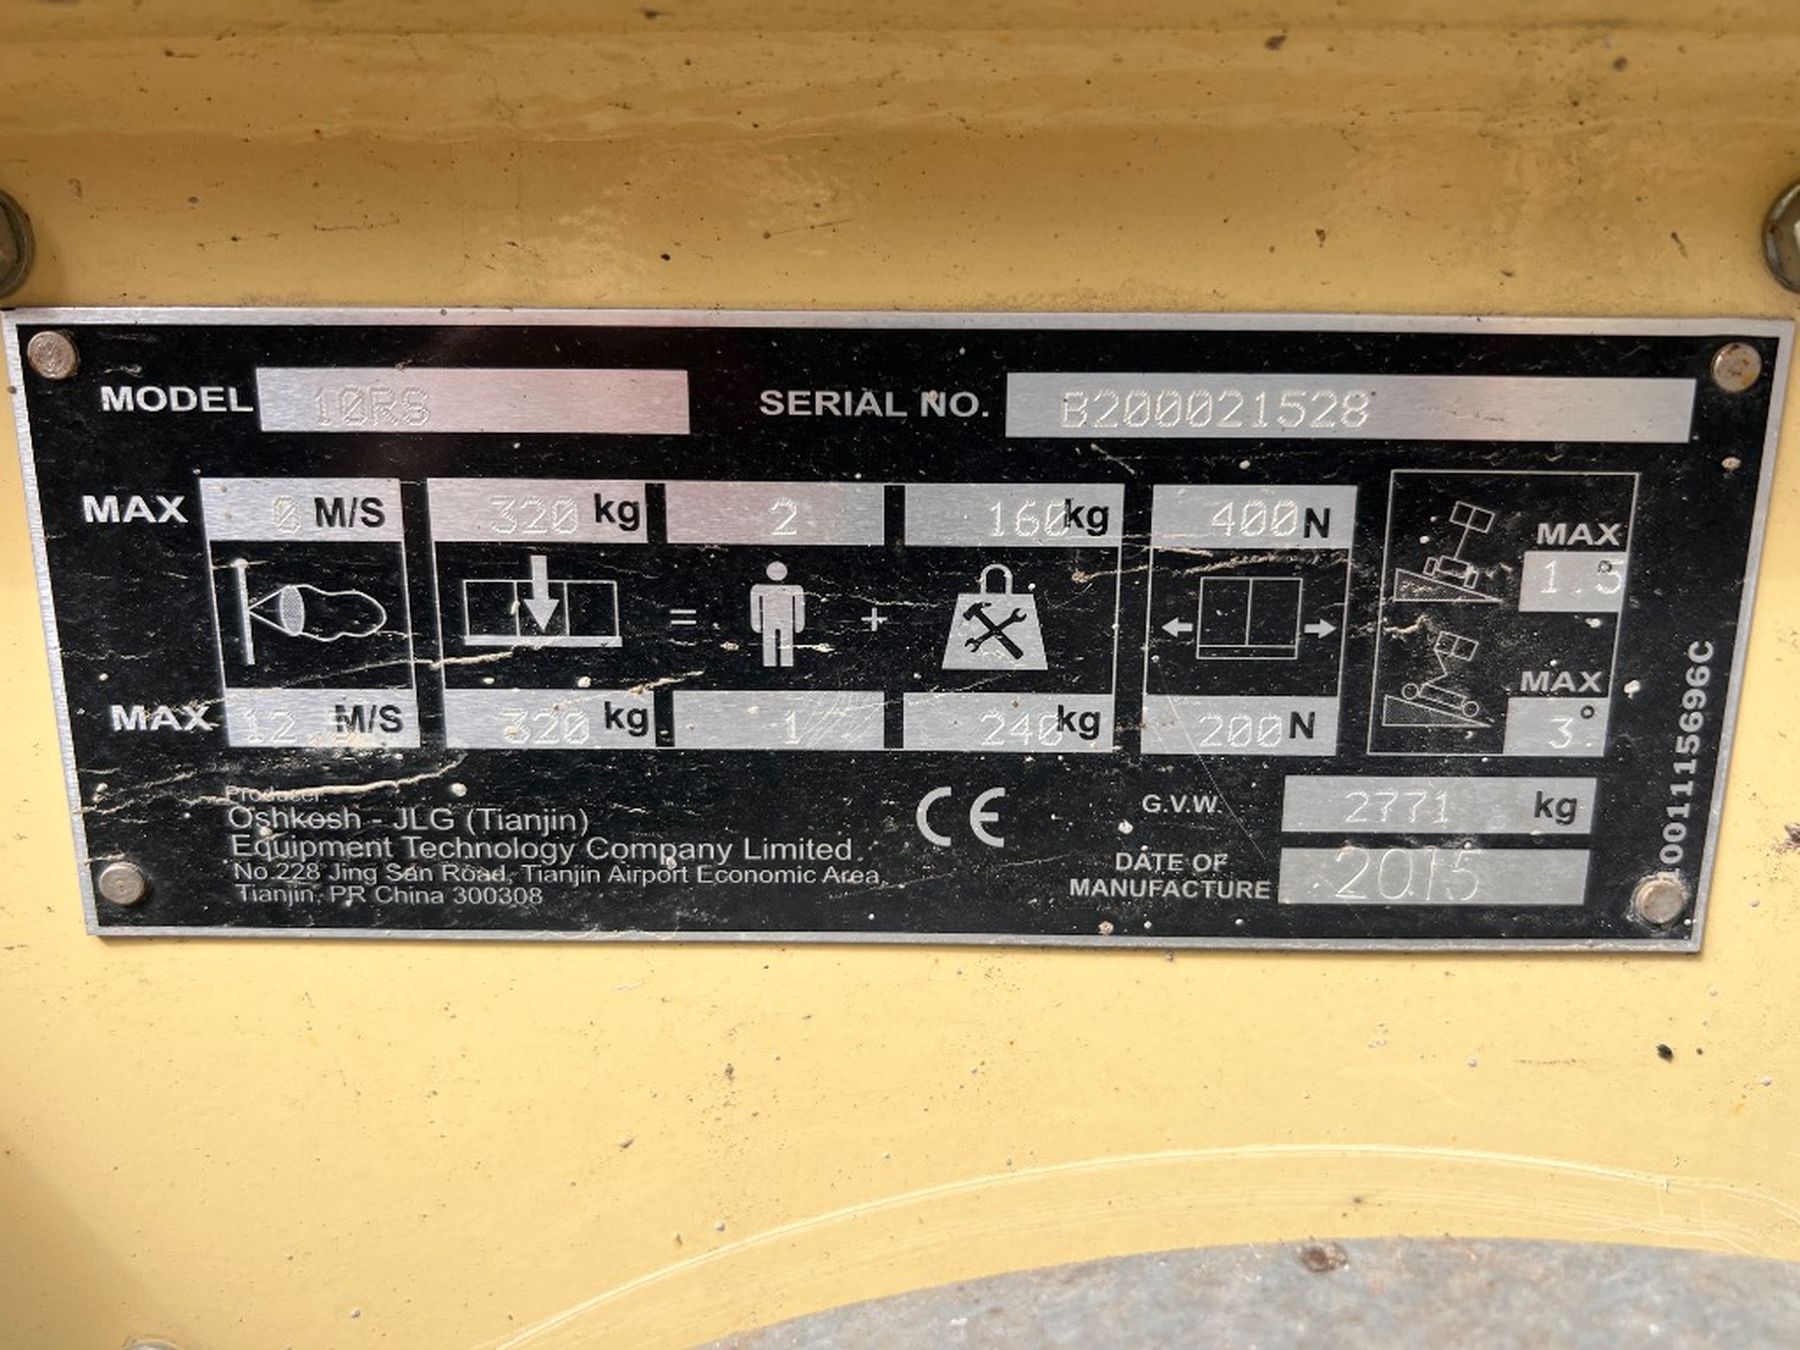 MODEL 10RS SERIAL NO. B200021528
MAX 0 M/S 320 kg 2 160 kg 400 N
MAX 1.5°
= +
MAX 3.°
MAX 12.5 M/S 320 kg 1 240 kg 200 N
1001115696C
Producer:
Oshkosh - JLG (Tianjin)
Equipment Technology Company Limited.
No.228 Jing San Road, Tianjin Airport Economic Area,
Tianjin, PR China 300308
CE
G.V.W. 2771 kg
DATE OF
MANUFACTURE 2015